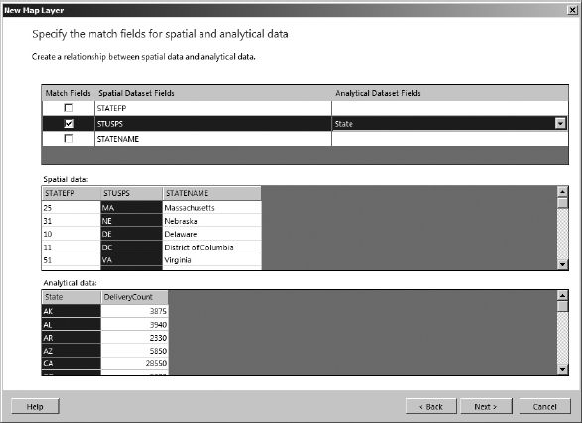 New Map Layer
Specify the match fields for spatial and analytical data
Create a relationship between spatial data and analytical data.
Match Fields Spatial Dataset Fields Analytical Dataset Fields
STATEFP
STUSPS State
STATENAME
Spatial data:
STATEFP STUSPS STATENAME
25 MA Massachusetts
31 NE Nebraska
10 DE Delaware
11 DC District of Columbia
51 VA Virginia
Analytical data:
State DeliveryCount
AK 3875
AL 3940
AR 2330
AZ 5850
CA 28550
Help < Back Next > Cancel